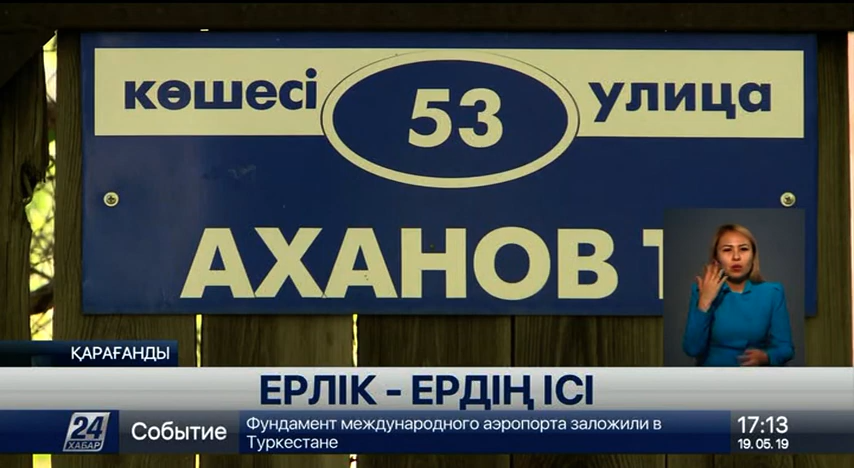 көшесі 53 улица
АХАНОВ
ҚАРАҒАНДЫ
ЕРЛІК - ЕРДІҢ ІСІ
24 ХАБАР
Событие
Фундамент международного аэропорта заложили в
Туркестане
17:13
19.05.19